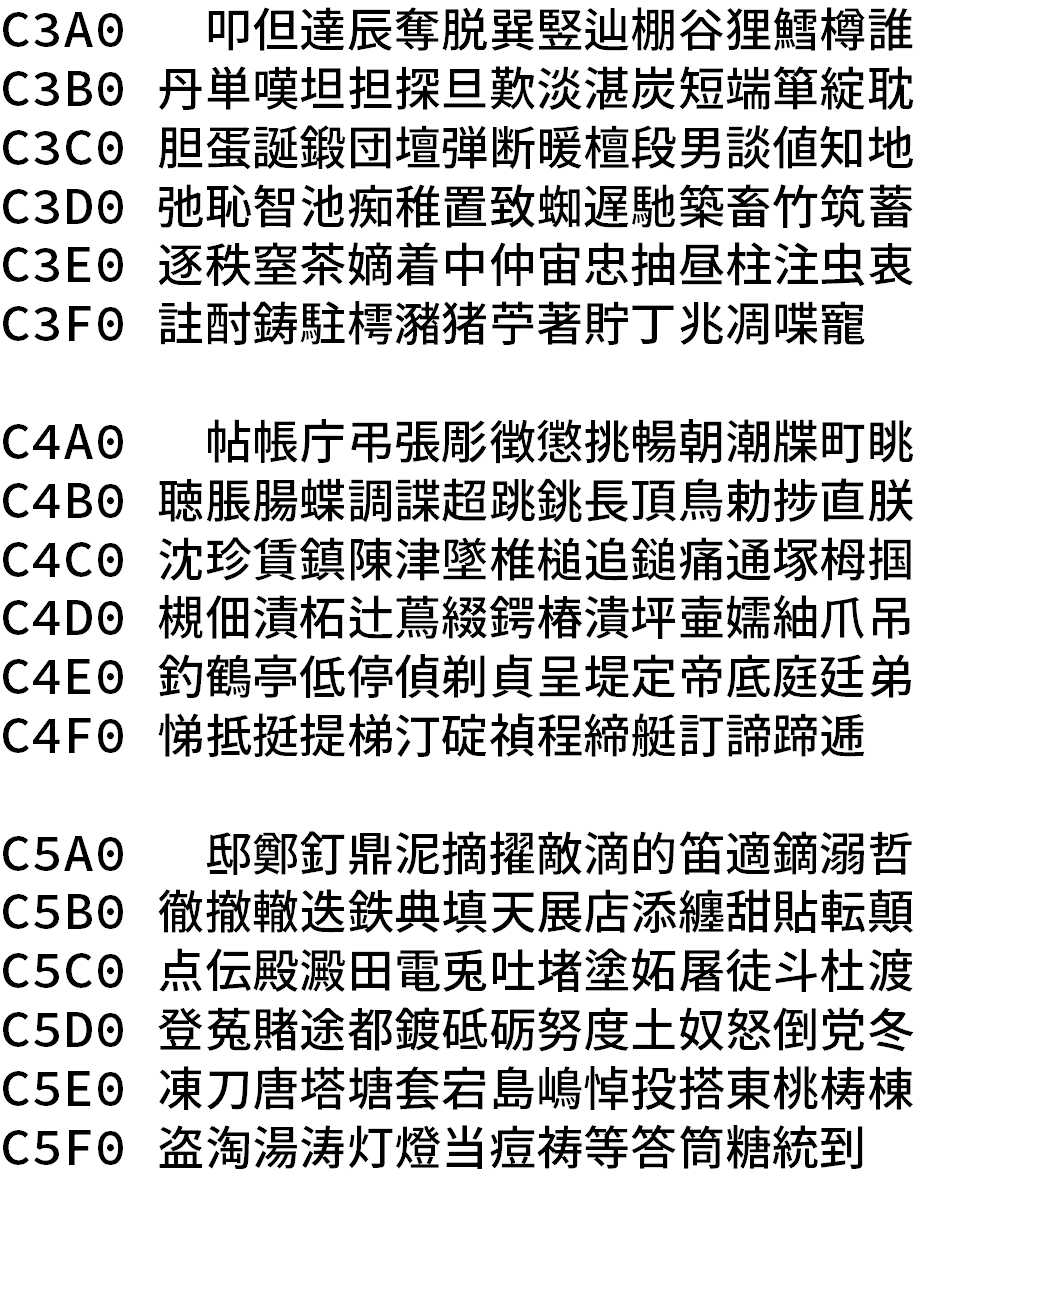 C3A0 　叩但達辰奪脱巽竪辿棚谷狸鱈樽誰
C3B0 丹単嘆坦担探旦歎淡湛炭短端箪綻耽
C3C0 胆蛋誕鍛団壇弾断暖檀段男談値知地
C3D0 弛恥智池痴稚置致蜘遅馳築畜竹筑蓄
C3E0 逐秩窒茶嫡着中仲宙忠抽昼柱注虫衷
C3F0 註酎鋳駐樗瀦猪苧著貯丁兆凋喋寵
C4A0 　帖帳庁弔張彫徴懲挑暢朝潮牒町眺
C4B0 聴脹腸蝶調諜超跳銚長頂鳥勅捗直朕
C4C0 沈珍賃鎮陳津墜椎槌追鎚痛通塚栂掴
C4D0 槻佃漬柘辻蔦綴鍔椿潰坪壷嬬紬爪吊
C4E0 釣鶴亭低停偵剃貞呈堤定帝底庭廷弟
C4F0 悌抵挺提梯汀碇禎程締艇訂諦蹄逓
C5A0 　邸鄭釘鼎泥摘擢敵滴的笛適鏑溺哲
C5B0 徹撤轍迭鉄典填天展店添纏甜貼転顛
C5C0 点伝殿澱田電兎吐堵塗妬屠徒斗杜渡
C5D0 登菟賭途都鍍砥砺努度土奴怒倒党冬
C5E0 凍刀唐塔塘套宕島嶋悼投搭東桃梼棟
C5F0 盗淘湯涛灯燈当痘祷等答筒糖統到